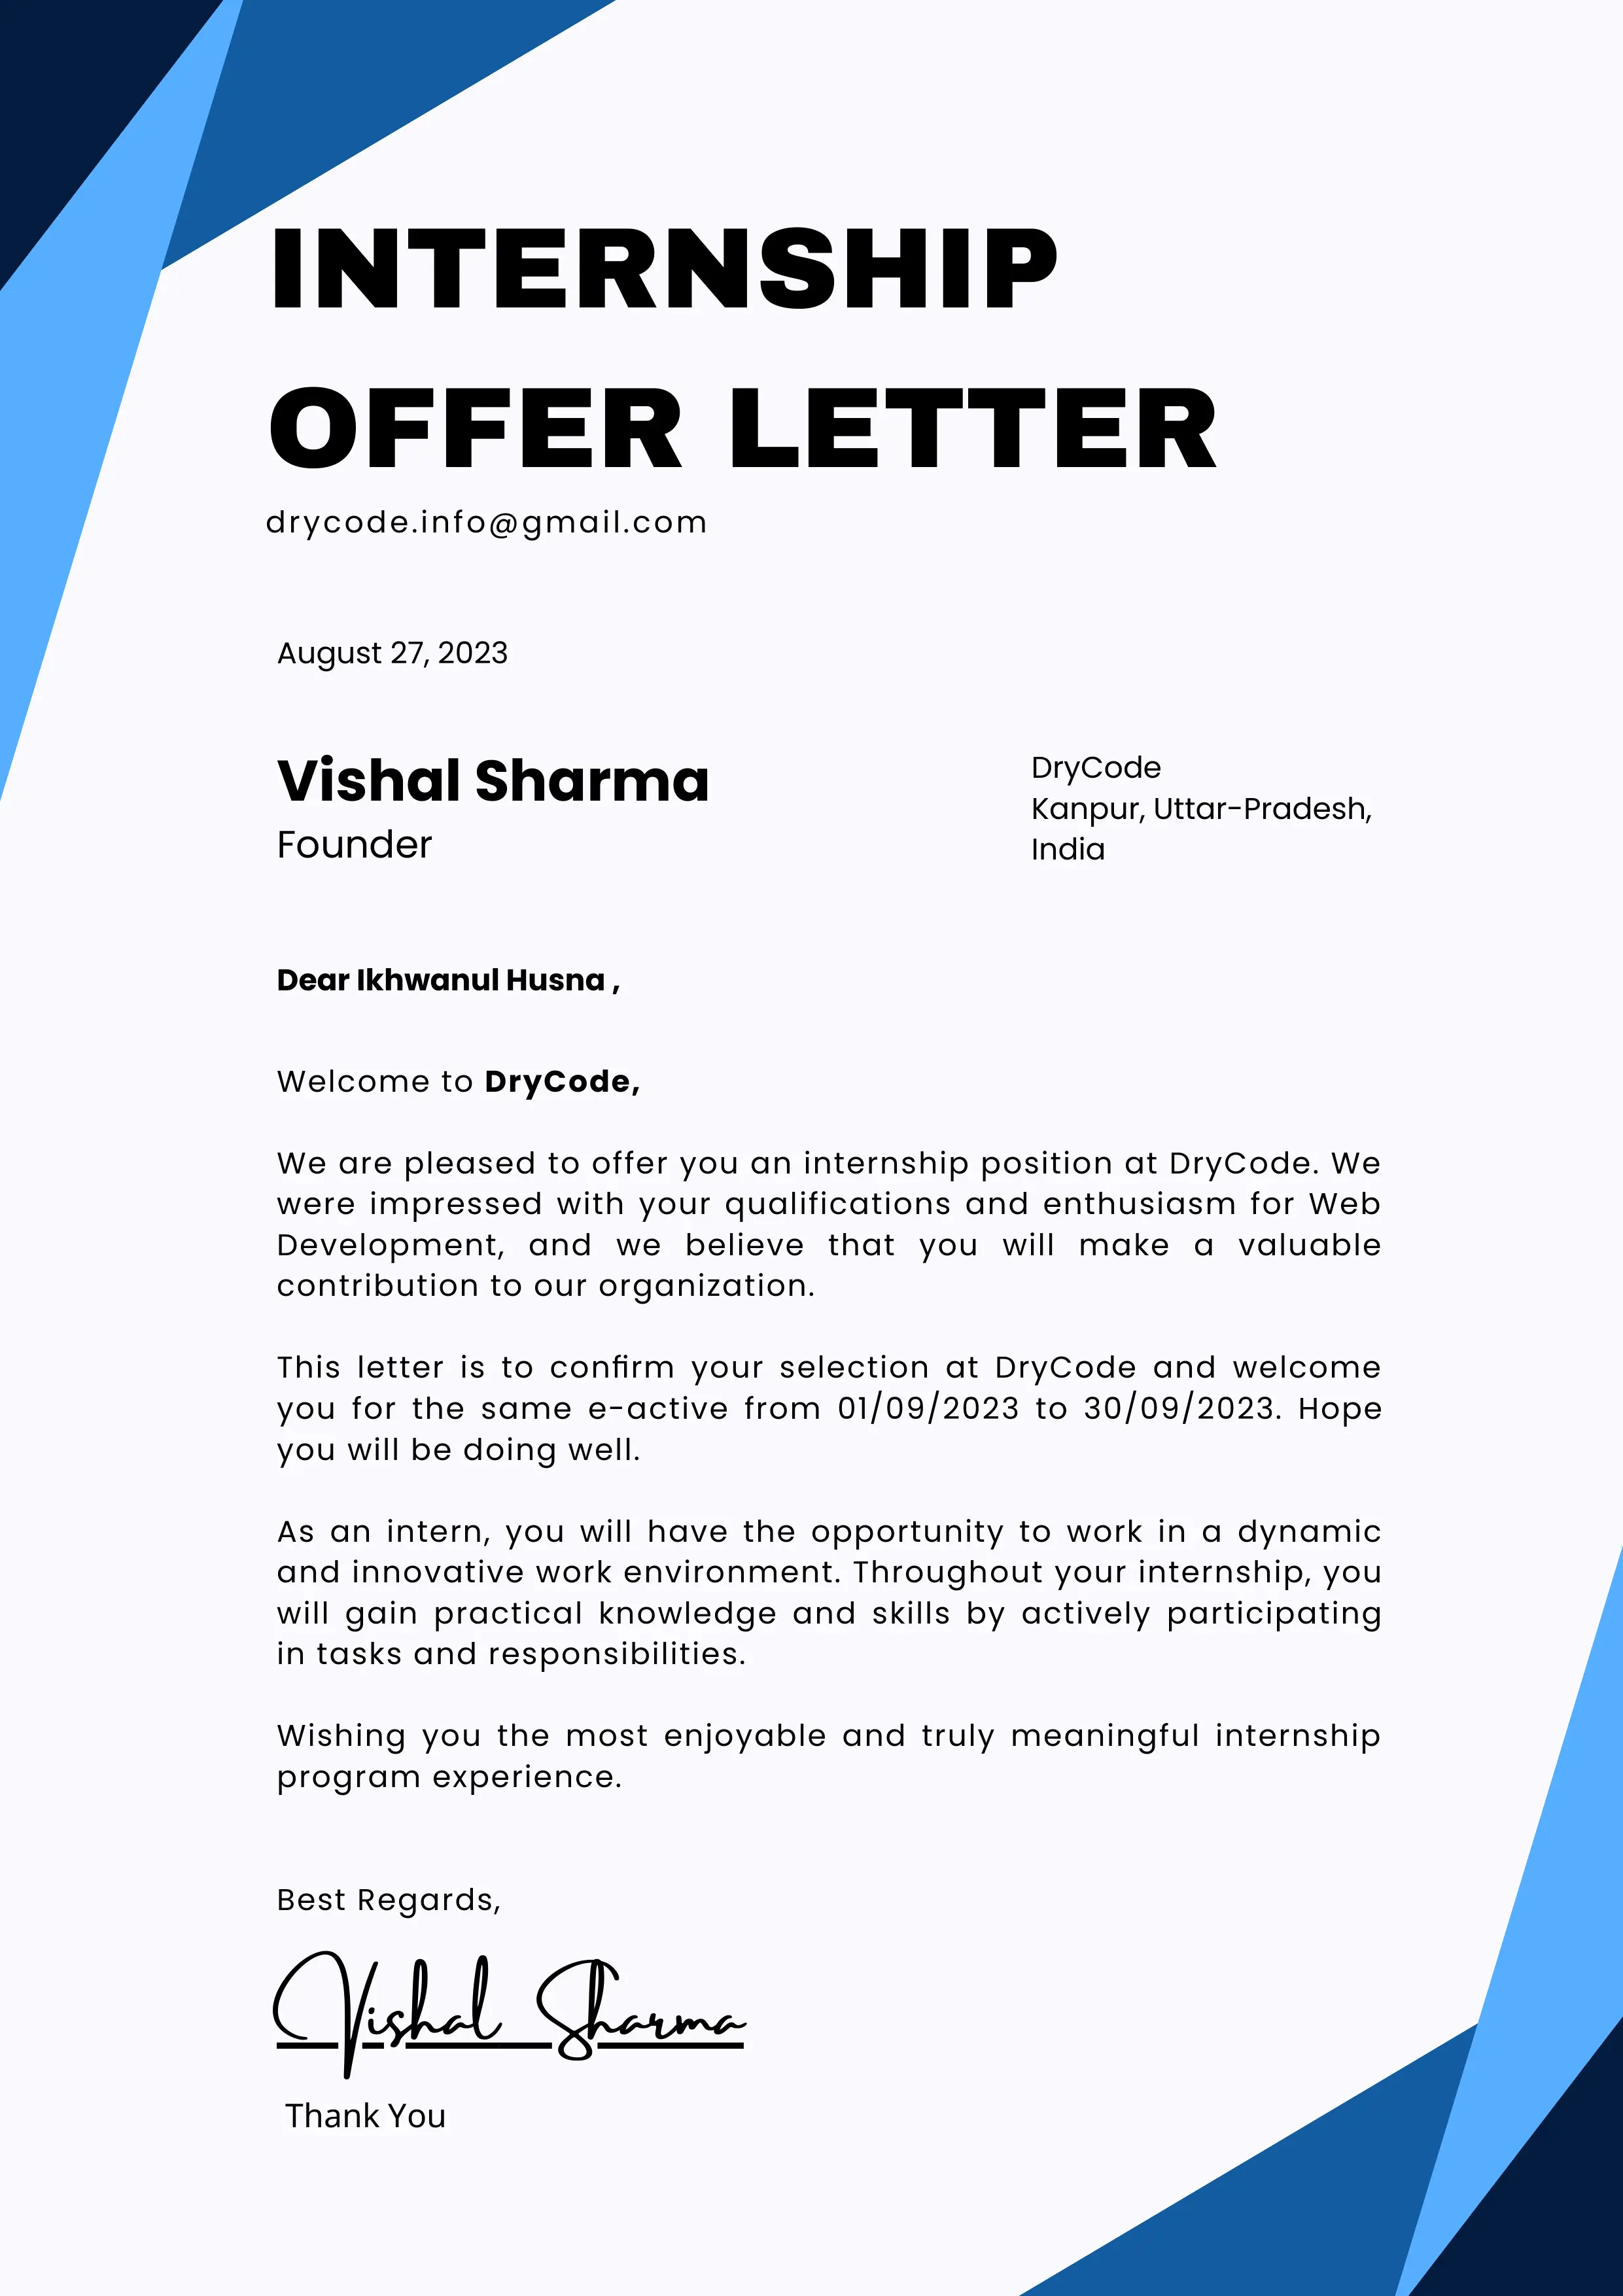 INTERNSHIP
OFFER LETTER
drycode.info@gmail.com
August 27, 2023
Vishal Sharma
Founder
DryCode
Kanpur, Uttar-Pradesh,
India
Dear Ikhwanul Husna ,
Welcome to DryCode,
We are pleased to offer you an internship position at DryCode. We
were impressed with your qualifications and enthusiasm for Web
Development, and we believe that you will make a valuable
contribution to our organization.
This letter is to confirm your selection at DryCode and welcome
you for the same e-active from 01/09/2023 to 30/09/2023. Hope
you will be doing well.
As an intern, you will have the opportunity to work in a dynamic
and innovative work environment. Throughout your internship, you
will gain practical knowledge and skills by actively participating
in tasks and responsibilities.
Wishing you the most enjoyable and truly meaningful internship
program experience.
Best Regards,
Vishal Sharma
Thank You